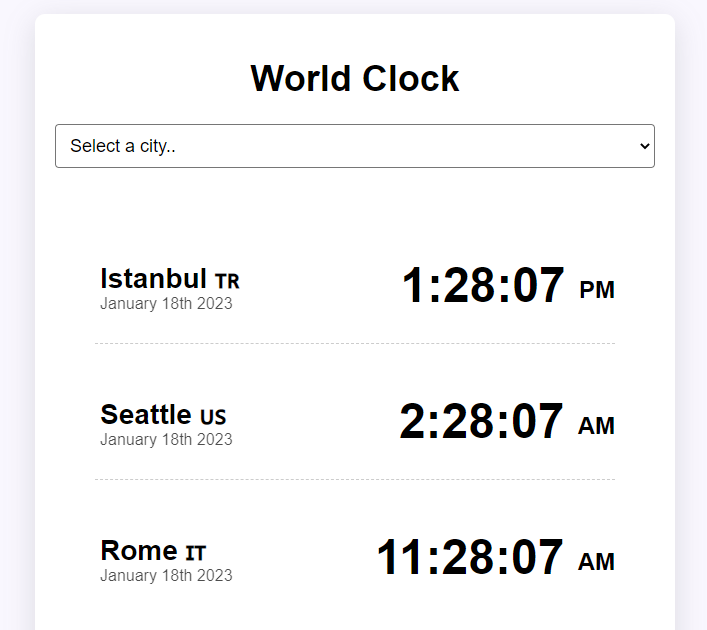 World Clock
Select a city..
Istanbul TR 1:28:07 PM
January 18th 2023
Seattle US 2:28:07 AM
January 18th 2023
Rome IT 11:28:07 AM
January 18th 2023